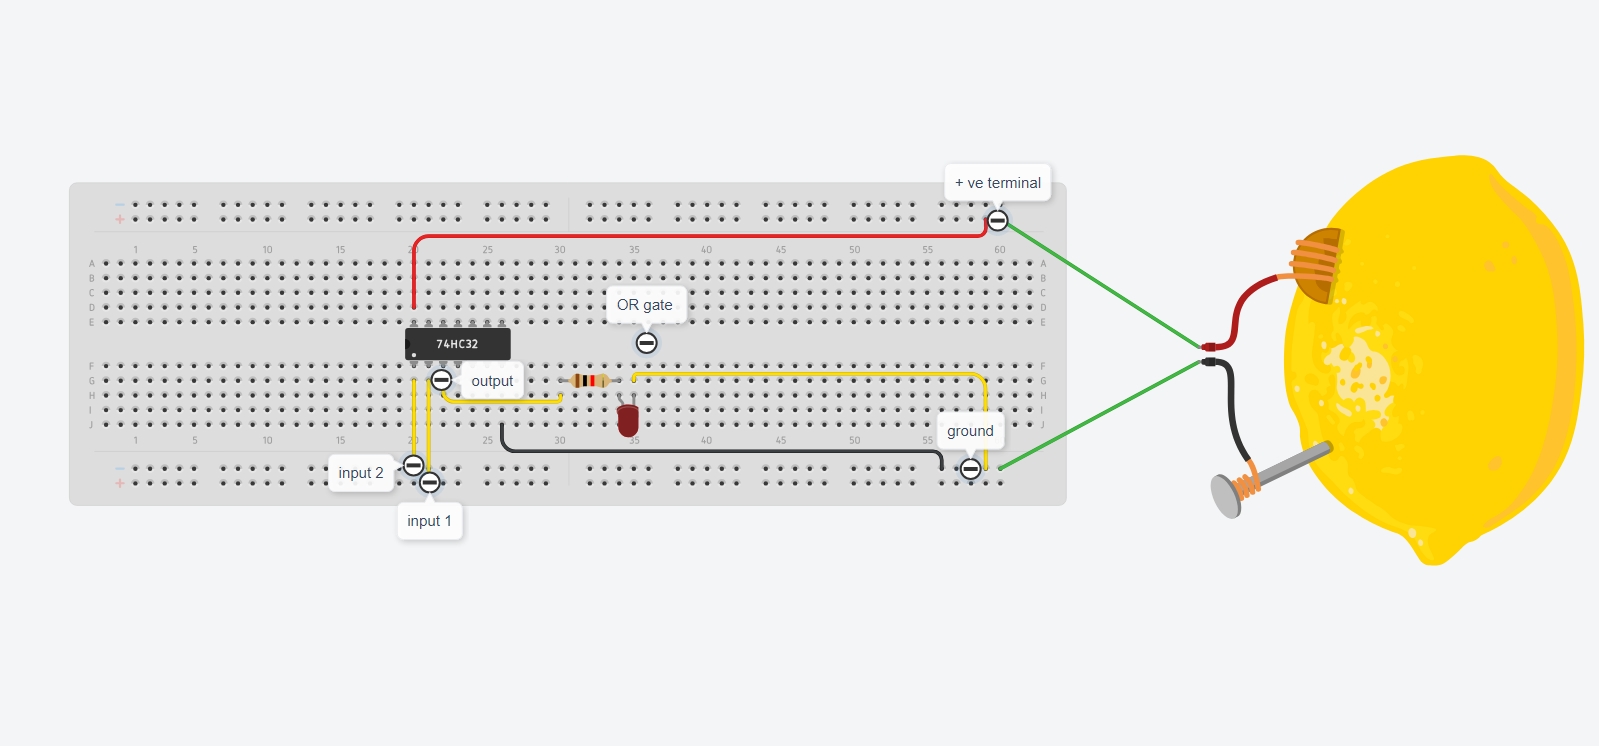 + ve terminal
− −
+ +
1 5 10 15 20 25 30 35 40 45 50 55 60
A A
B B
C C
D D
E E
OR gate
74HC32
F F
G G
output
H H
I I
J J
ground
1 5 10 15 20 25 30 35 40 45 50 55
− −
+ +
input 2
input 1